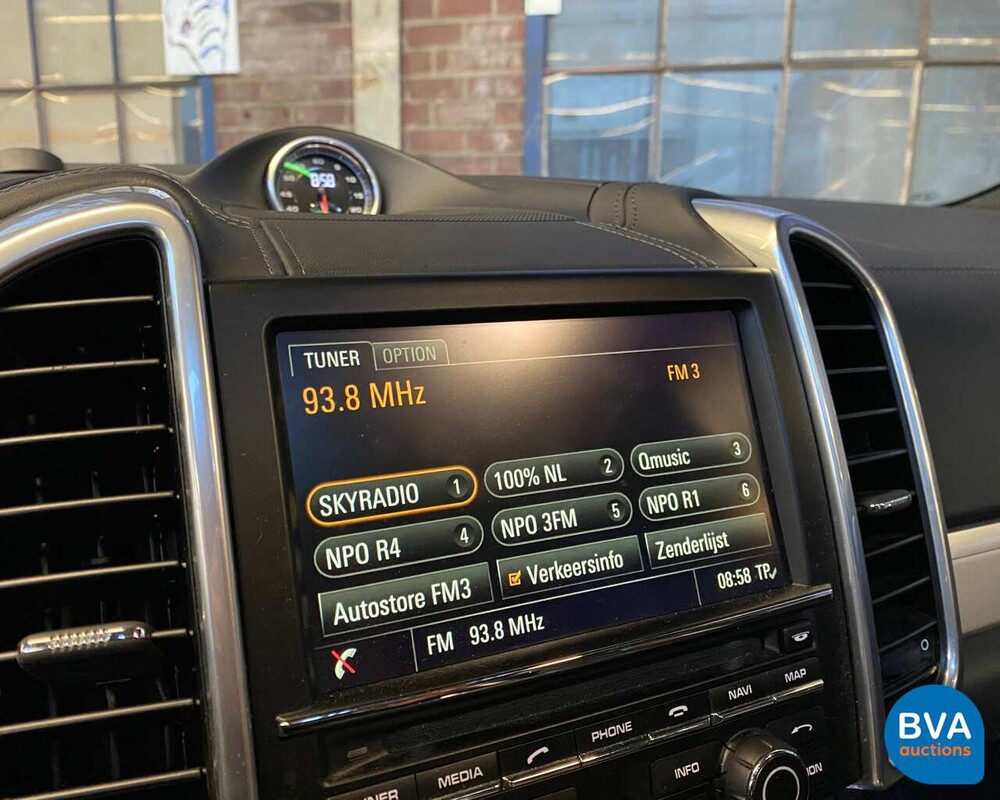 8:58
TUNER OPTION
93.8 MHz FM 3
SKYRADIO 1 100% NL 2 Qmusic 3
NPO R4 4 NPO 3FM 5 NPO R1 6
Autostore FM3 Verkeersinfo Zenderlijst
FM 93.8 MHz 08:58 TP
MEDIA PHONE NAVI MAP
INFO
BVA
auctions